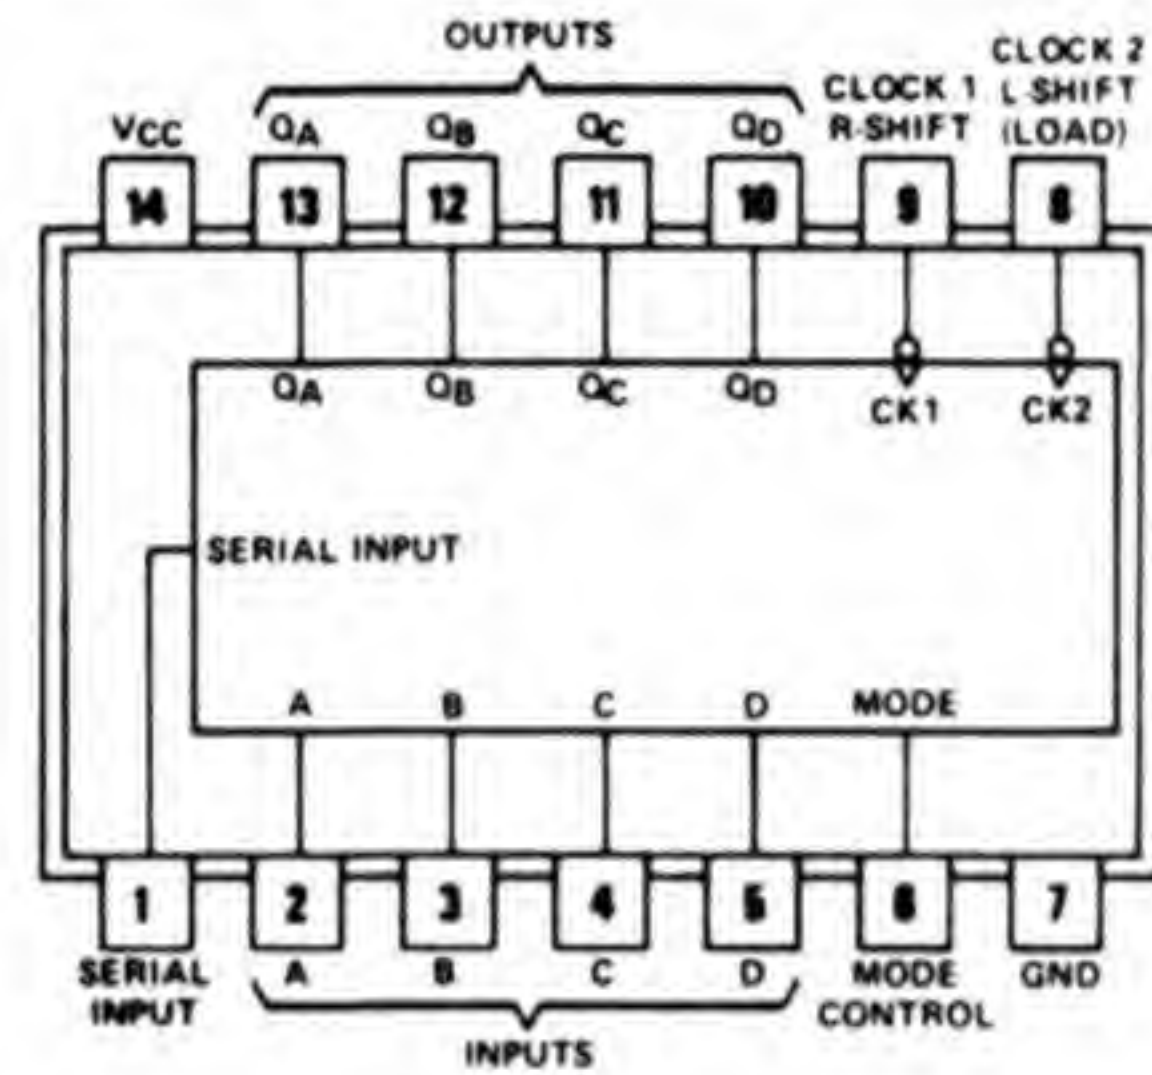 OUTPUTS
CLOCK 2
CLOCK 1 L-SHIFT
VCC QA QB QC QD R-SHIFT (LOAD)
14 13 12 11 10 9 8
QA QB QC QD CK1 CK2
SERIAL INPUT
A B C D MODE
1 2 3 4 5 6 7
SERIAL A B C D MODE GND
INPUT CONTROL
INPUTS